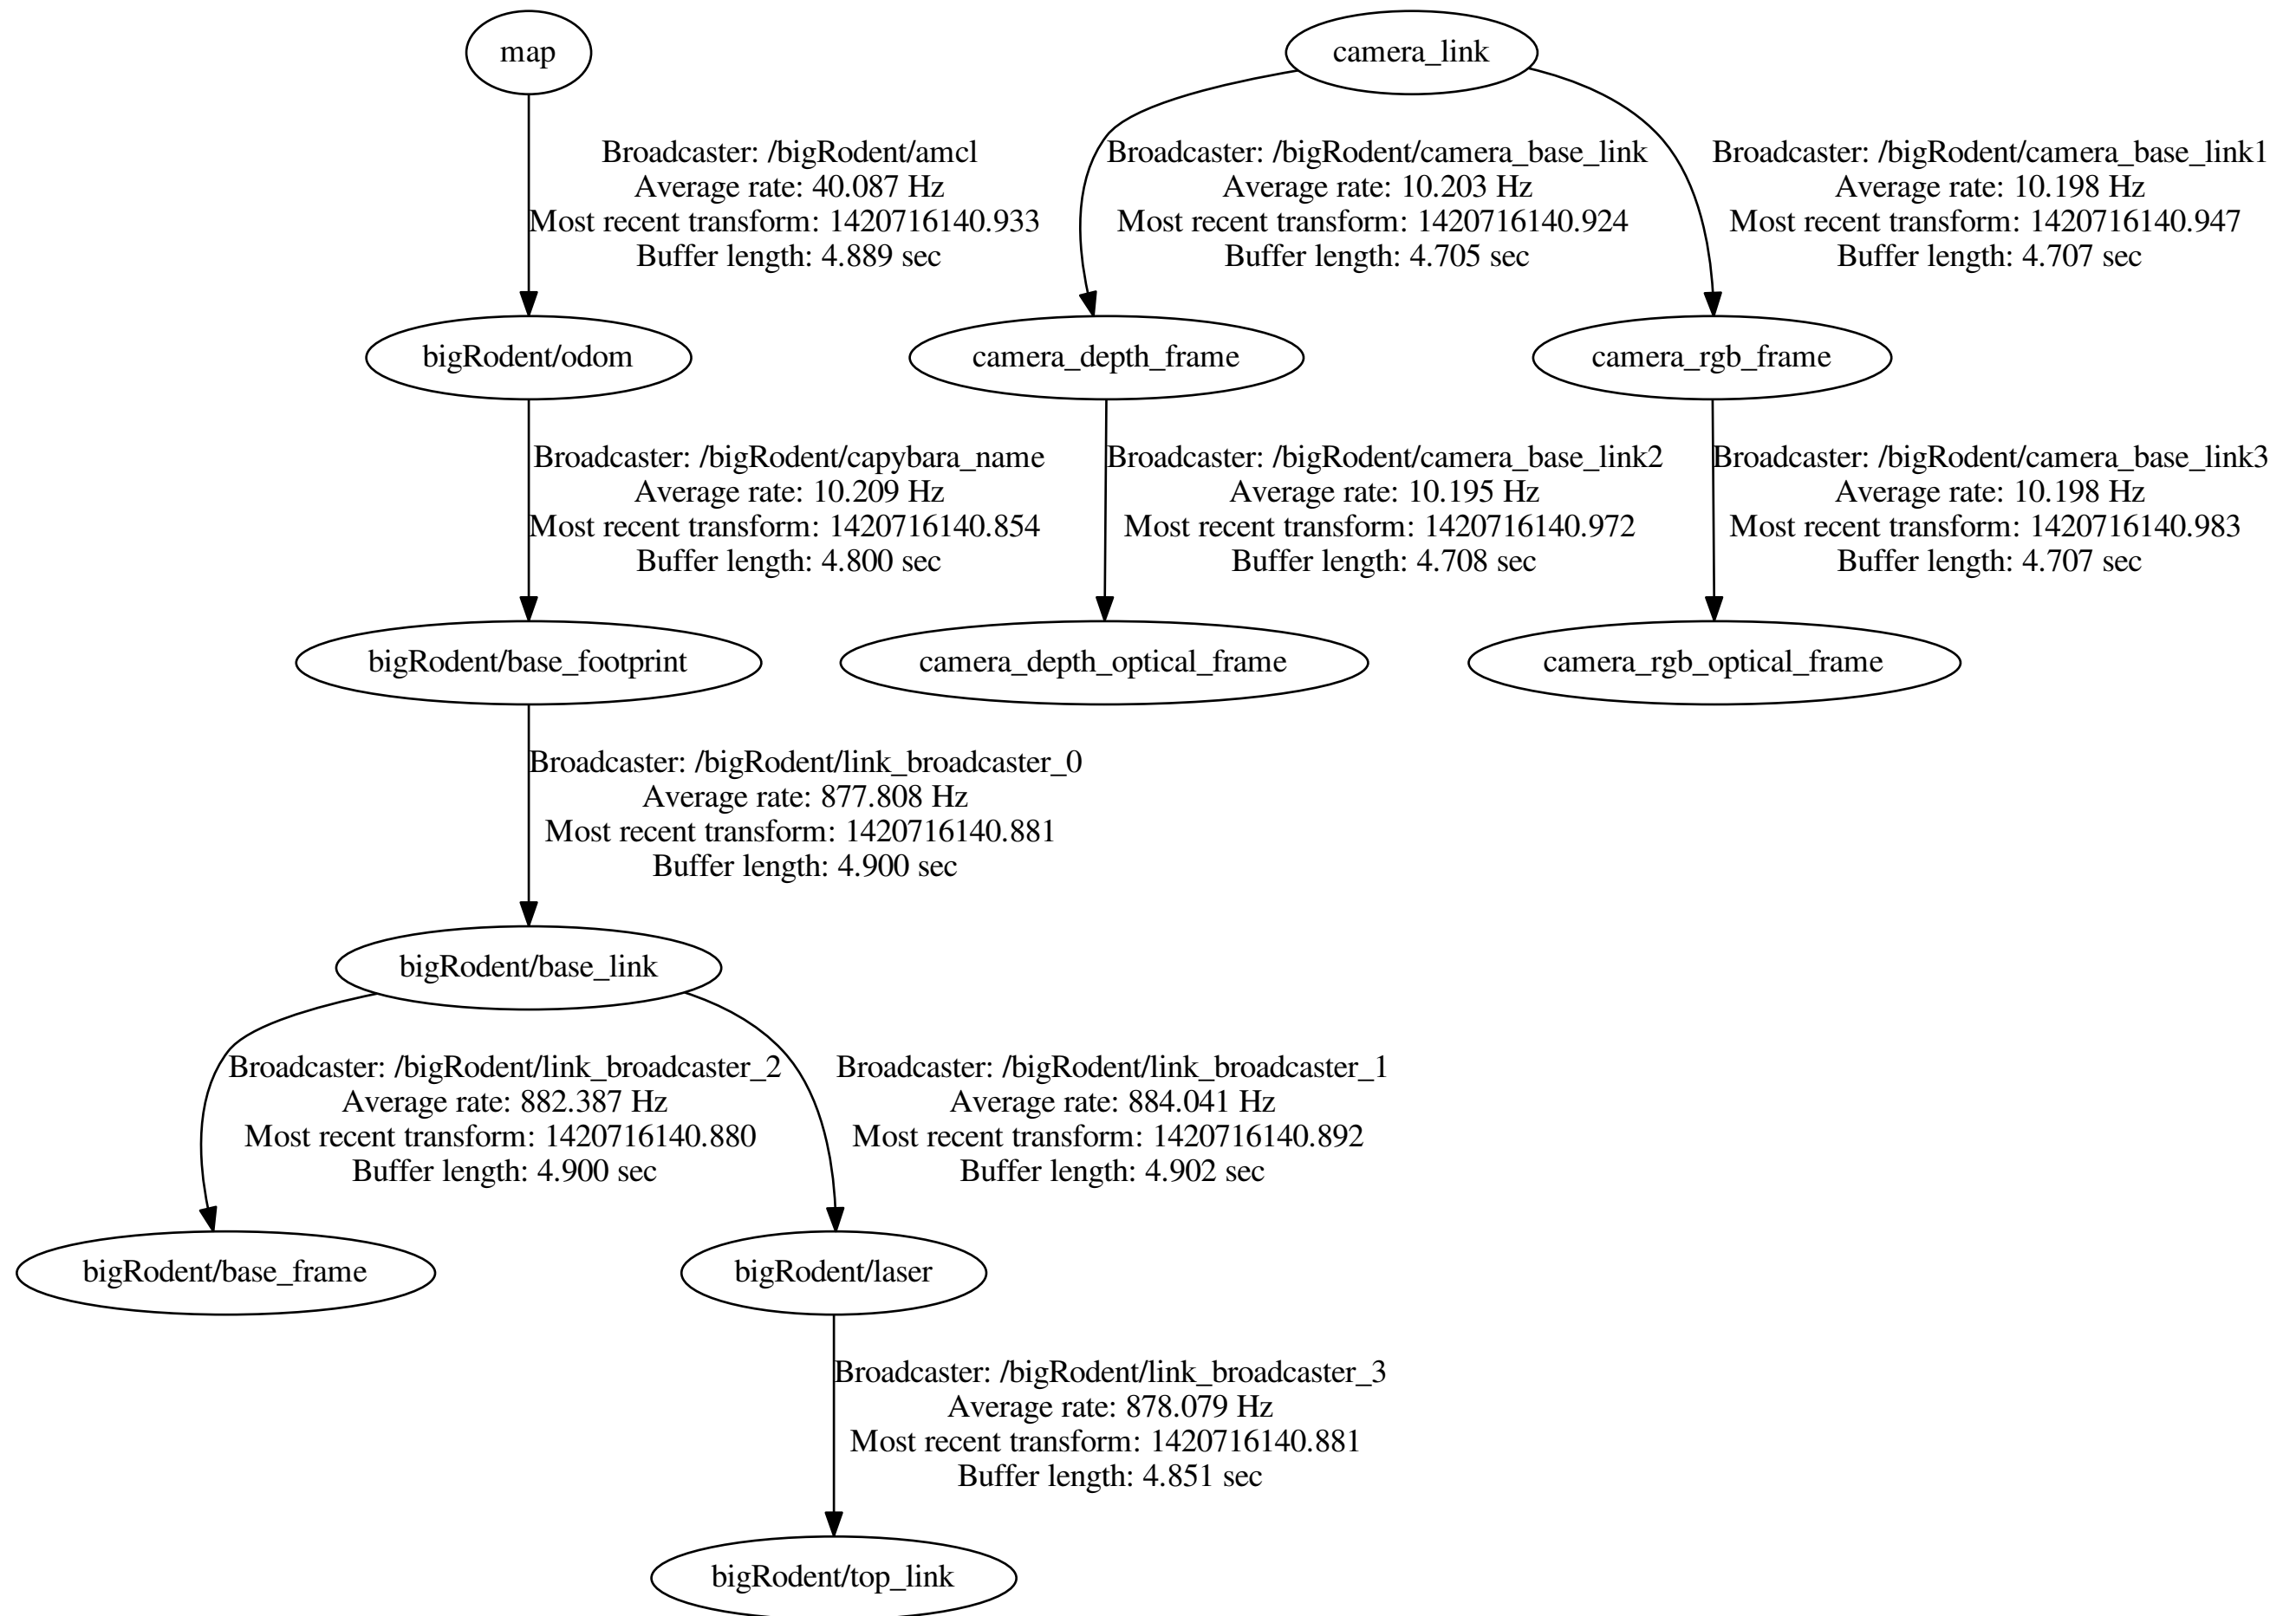 map
camera_link
Broadcaster: /bigRodent/amcl
Average rate: 40.087 Hz
Most recent transform: 1420716140.933
Buffer length: 4.889 sec
Broadcaster: /bigRodent/camera_base_link
Average rate: 10.203 Hz
Most recent transform: 1420716140.924
Buffer length: 4.705 sec
Broadcaster: /bigRodent/camera_base_link1
Average rate: 10.198 Hz
Most recent transform: 1420716140.947
Buffer length: 4.707 sec
bigRodent/odom
camera_depth_frame
camera_rgb_frame
Broadcaster: /bigRodent/capybara_name
Average rate: 10.209 Hz
Most recent transform: 1420716140.854
Buffer length: 4.800 sec
Broadcaster: /bigRodent/camera_base_link2
Average rate: 10.195 Hz
Most recent transform: 1420716140.972
Buffer length: 4.708 sec
Broadcaster: /bigRodent/camera_base_link3
Average rate: 10.198 Hz
Most recent transform: 1420716140.983
Buffer length: 4.707 sec
bigRodent/base_footprint
camera_depth_optical_frame
camera_rgb_optical_frame
Broadcaster: /bigRodent/link_broadcaster_0
Average rate: 877.808 Hz
Most recent transform: 1420716140.881
Buffer length: 4.900 sec
bigRodent/base_link
Broadcaster: /bigRodent/link_broadcaster_2
Average rate: 882.387 Hz
Most recent transform: 1420716140.880
Buffer length: 4.900 sec
Broadcaster: /bigRodent/link_broadcaster_1
Average rate: 884.041 Hz
Most recent transform: 1420716140.892
Buffer length: 4.902 sec
bigRodent/base_frame
bigRodent/laser
Broadcaster: /bigRodent/link_broadcaster_3
Average rate: 878.079 Hz
Most recent transform: 1420716140.881
Buffer length: 4.851 sec
bigRodent/top_link